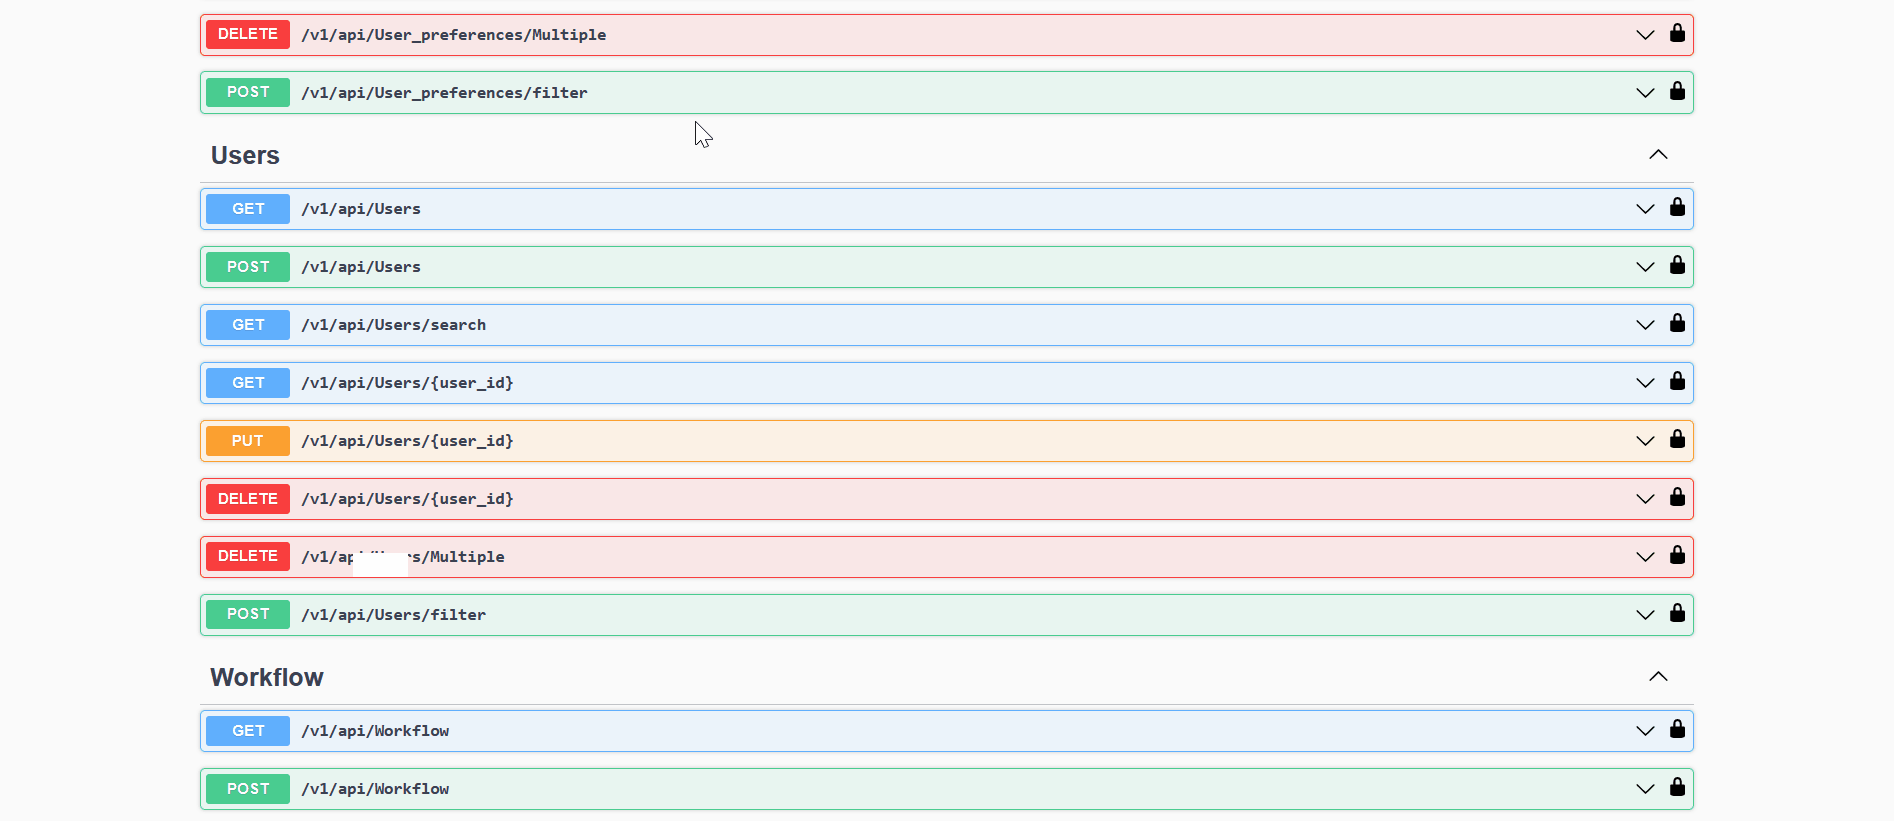 DELETE /v1/api/User_preferences/Multiple
POST /v1/api/User_preferences/filter
Users
GET /v1/api/Users
POST /v1/api/Users
GET /v1/api/Users/search
GET /v1/api/Users/{user_id}
PUT /v1/api/Users/{user_id}
DELETE /v1/api/Users/{user_id}
DELETE /v1/ap s/Multiple
POST /v1/api/Users/filter
Workflow
GET /v1/api/Workflow
POST /v1/api/Workflow